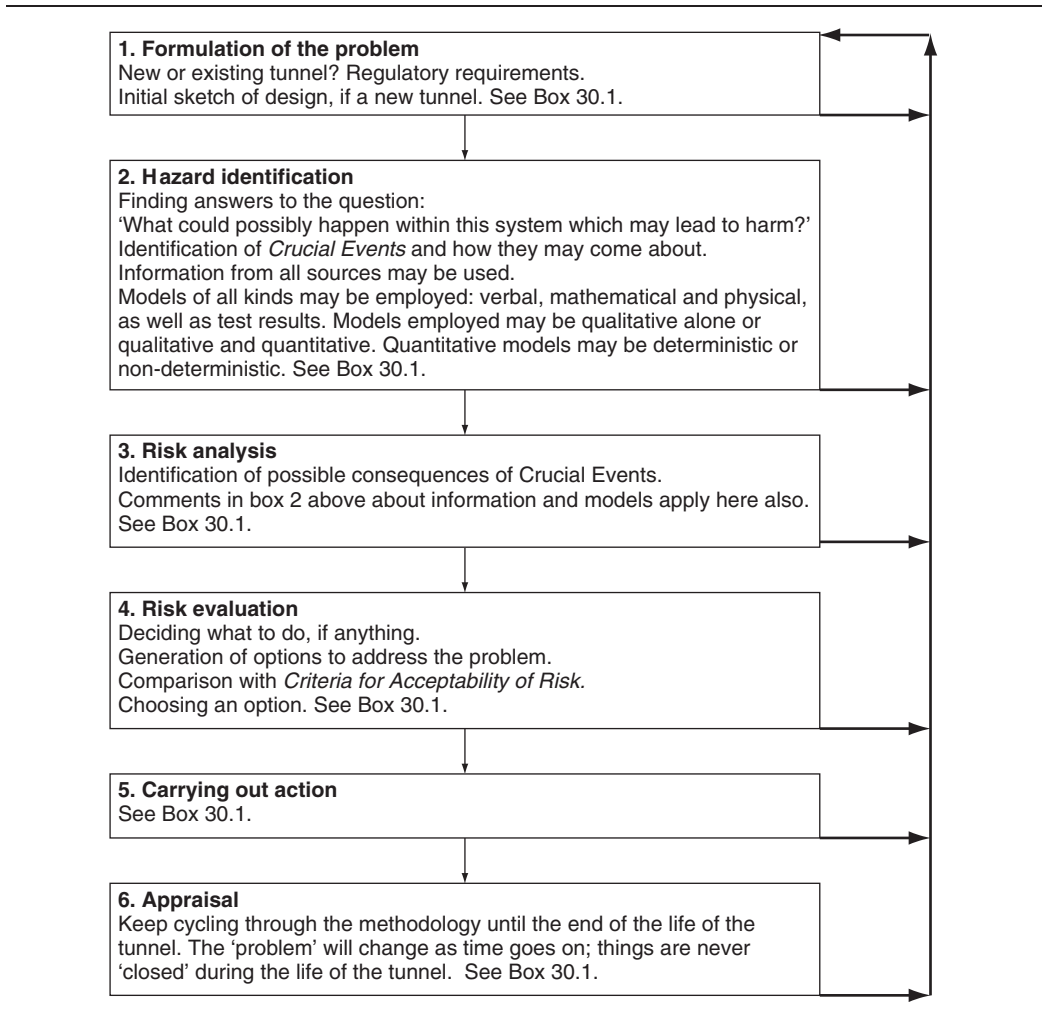 1. Formulation of the problem
New or existing tunnel? Regulatory requirements.
Initial sketch of design, if a new tunnel. See Box 30.1.
2. Hazard identification
Finding answers to the question:
‘What could possibly happen within this system which may lead to harm?’
Identification of Crucial Events and how they may come about.
Information from all sources may be used.
Models of all kinds may be employed: verbal, mathematical and physical,
as well as test results. Models employed may be qualitative alone or
qualitative and quantitative. Quantitative models may be deterministic or
non-deterministic. See Box 30.1.
3. Risk analysis
Identification of possible consequences of Crucial Events.
Comments in box 2 above about information and models apply here also.
See Box 30.1.
4. Risk evaluation
Deciding what to do, if anything.
Generation of options to address the problem.
Comparison with Criteria for Acceptability of Risk.
Choosing an option. See Box 30.1.
5. Carrying out action
See Box 30.1.
6. Appraisal
Keep cycling through the methodology until the end of the life of the
tunnel. The ‘problem’ will change as time goes on; things are never
‘closed’ during the life of the tunnel. See Box 30.1.